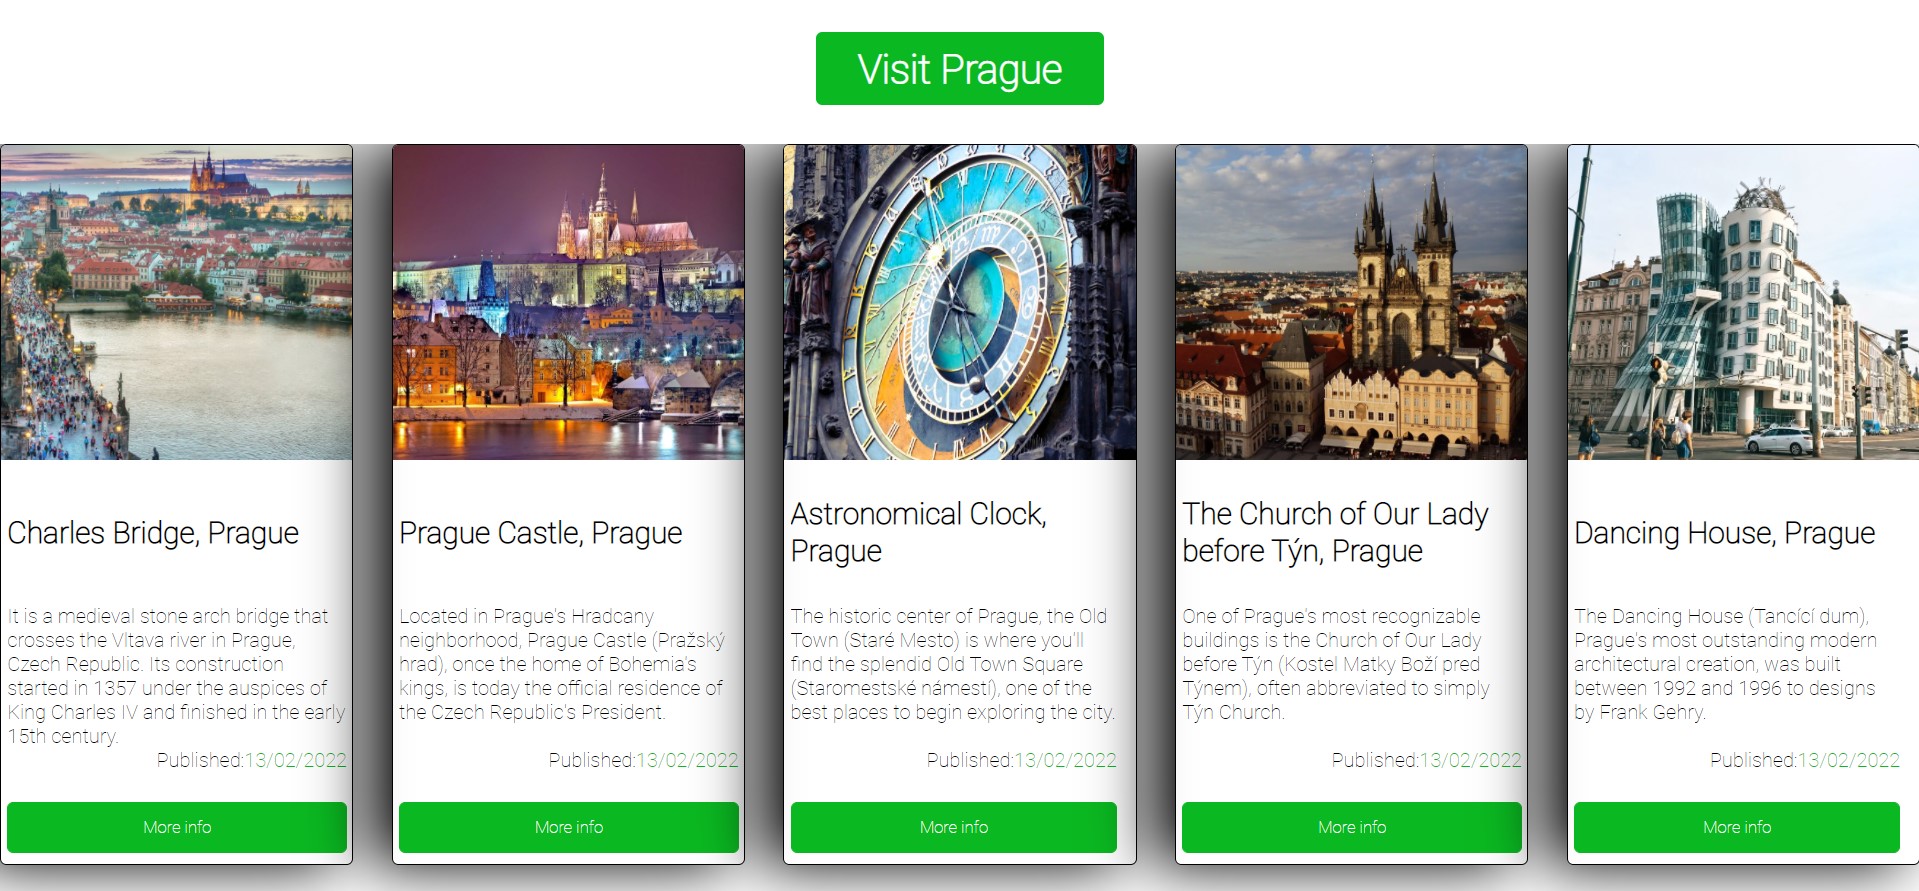 Visit Prague
Charles Bridge, Prague
It is a medieval stone arch bridge that
crosses the Vltava river in Prague,
Czech Republic. Its construction
started in 1357 under the auspices of
King Charles IV and finished in the early
15th century.
Published:13/02/2022
More info
Prague Castle, Prague
Located in Prague's Hradcany
neighborhood, Prague Castle (Pražský
hrad), once the home of Bohemia's
kings, is today the official residence of
the Czech Republic's President.
Published:13/02/2022
More info
Astronomical Clock,
Prague
The historic center of Prague, the Old
Town (Staré Mesto) is where you'll
find the splendid Old Town Square
(Staromestské námestí), one of the
best places to begin exploring the city.
Published:13/02/2022
More info
The Church of Our Lady
before Týn, Prague
One of Prague's most recognizable
buildings is the Church of Our Lady
before Týn (Kostel Matky Boží pred
Týnem), often abbreviated to simply
Týn Church.
Published:13/02/2022
More info
Dancing House, Prague
The Dancing House (Tancící dum),
Prague's most outstanding modern
architectural creation, was built
between 1992 and 1996 to designs
by Frank Gehry.
Published:13/02/2022
More info